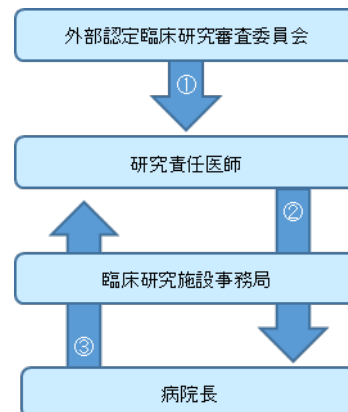 外部認定臨床研究審査委員会
①
研究責任医師
②
臨床研究施設事務局
③
病院長